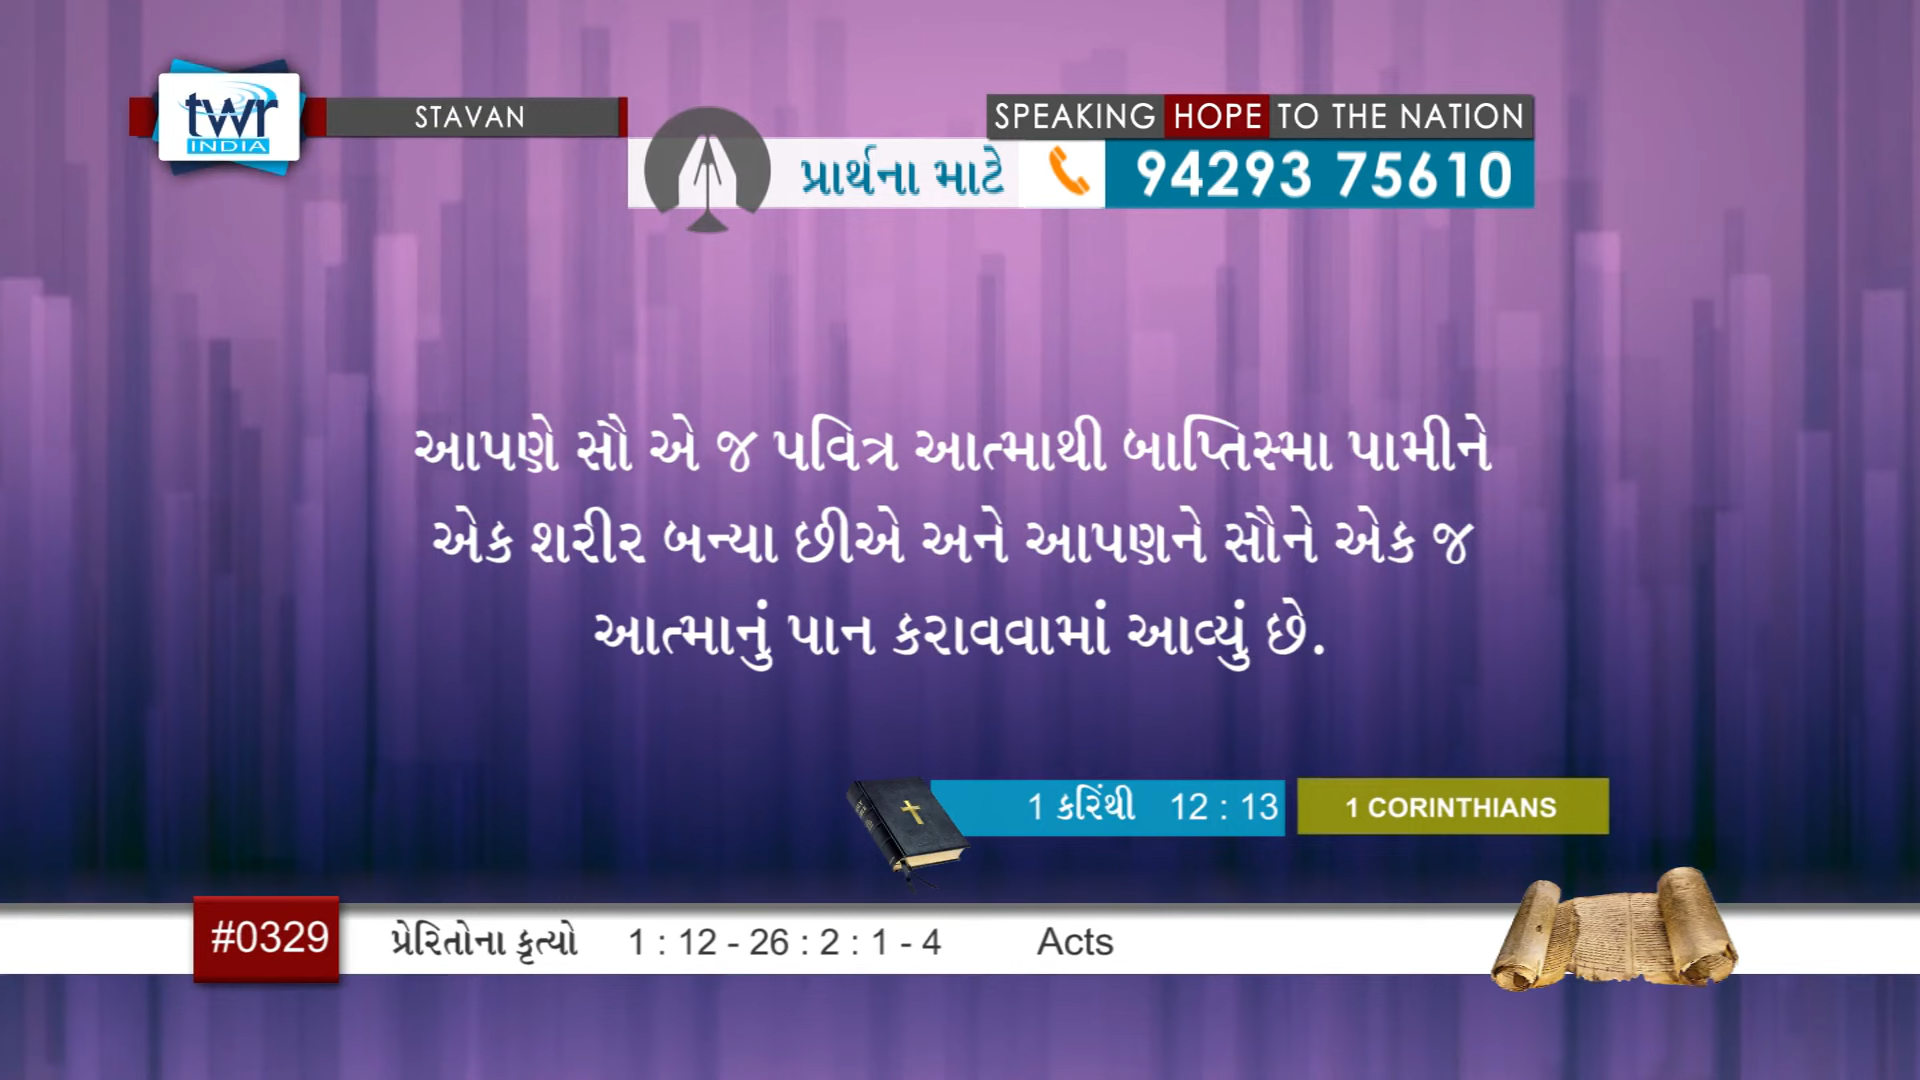 twr
INDIA
STAVAN
SPEAKING HOPE TO THE NATION
પ્રાર્થના માટે 94293 75610
આપણે સૌ એ જ પવિત્ર આત્માથી બાપ્તિસ્મા પામીને
એક શરીર બન્યા છીએ અને આપણને સૌને એક જ
આત્માનું પાન કરાવવામાં આવ્યું છે.
1 કરિંથી 12 : 13 1 CORINTHIANS
#0329 પ્રેરિતોના કૃત્યો 1 : 12 - 26 : 2 : 1 - 4 Acts